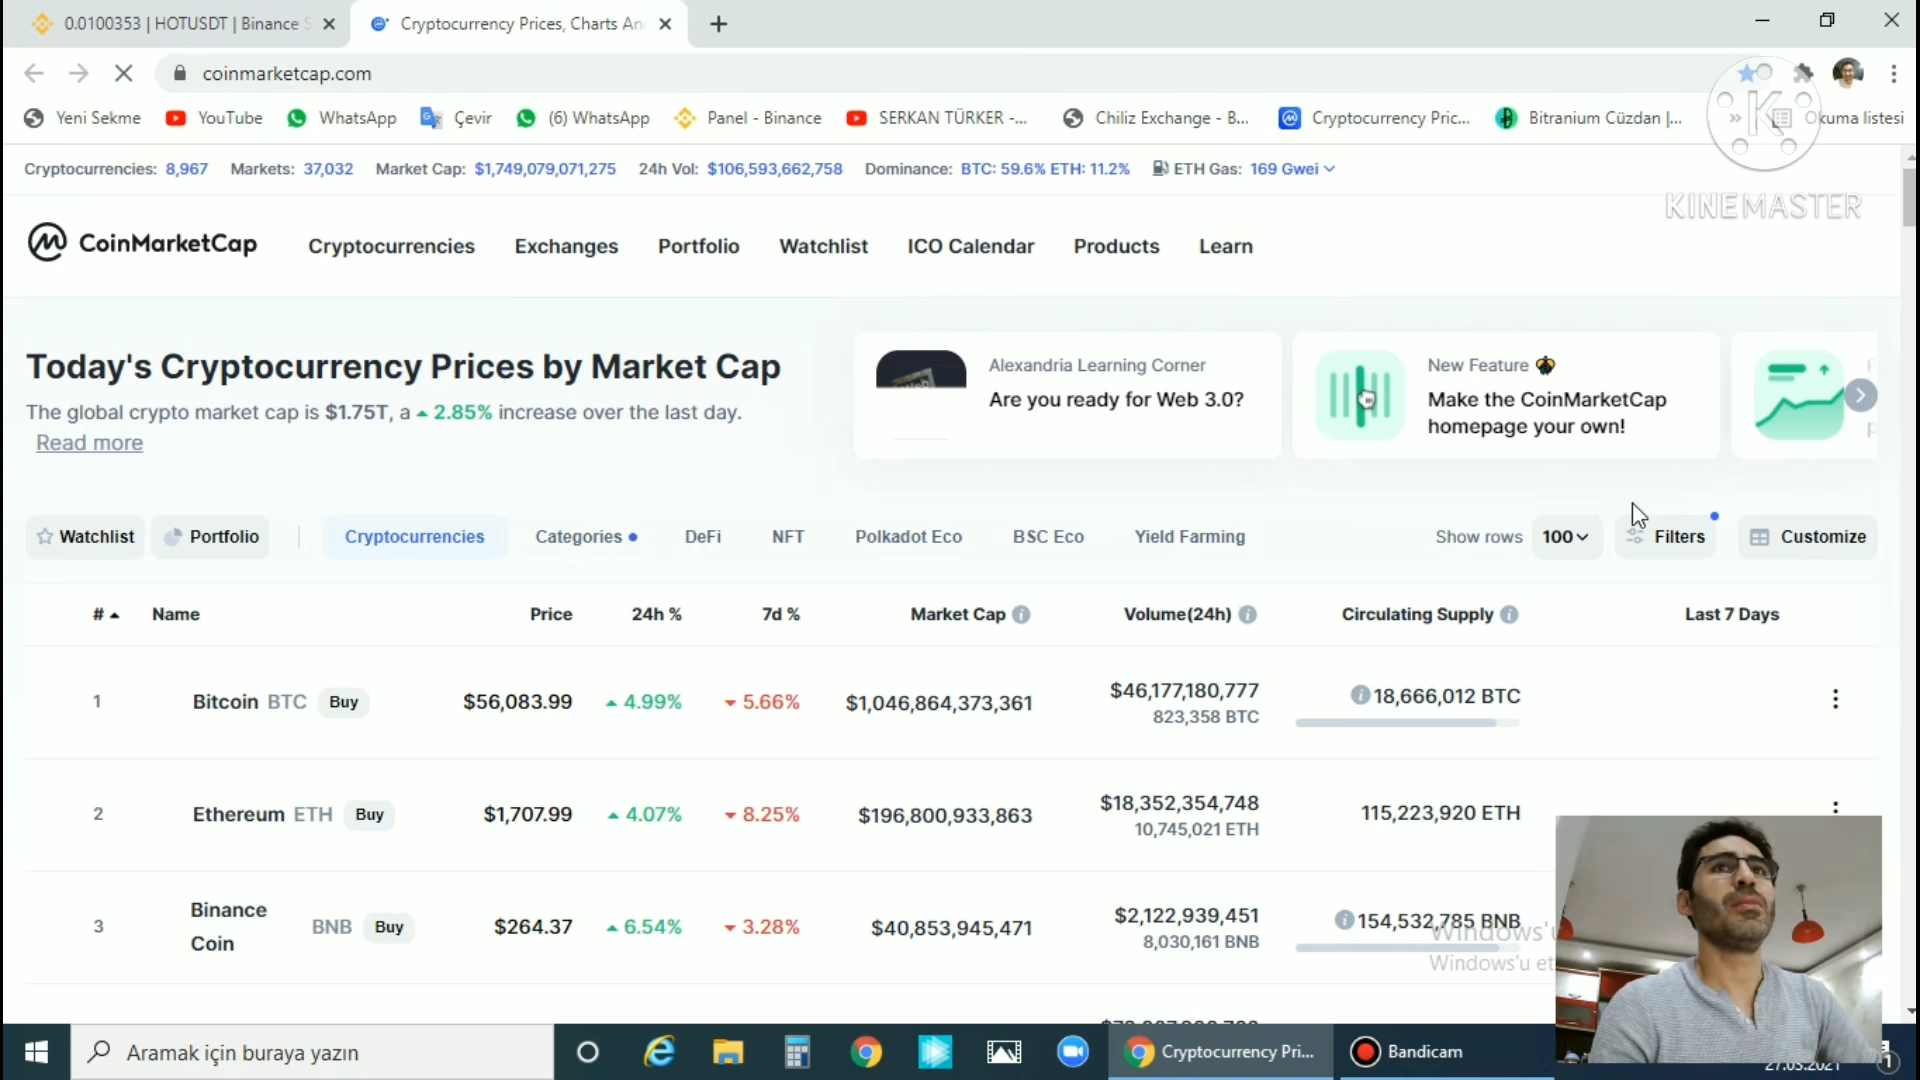 0.0100353 | HOTUSDT | Binance S
Cryptocurrency Prices, Charts An
coinmarketcap.com
Yeni Sekme
YouTube
WhatsApp
Çevir
(6) WhatsApp
Panel - Binance
SERKAN TÜRKER -...
Chiliz Exchange - B...
Cryptocurrency Pric...
Bitranium Cüzdan |...
Okuma listesi
KINEMASTER
Cryptocurrencies: 8,967 Markets: 37,032 Market Cap: $1,749,079,071,275 24h Vol: $106,593,662,758 Dominance: BTC: 59.6% ETH: 11.2% ETH Gas: 169 Gwei
CoinMarketCap
Cryptocurrencies Exchanges Portfolio Watchlist ICO Calendar Products Learn
Today's Cryptocurrency Prices by Market Cap
The global crypto market cap is $1.75T, a 2.85% increase over the last day.
Read more
Alexandria Learning Corner
Are you ready for Web 3.0?
New Feature
Make the CoinMarketCap
homepage your own!
Watchlist Portfolio Cryptocurrencies Categories DeFi NFT Polkadot Eco BSC Eco Yield Farming Show rows 100 Filters Customize
# Name Price 24h % 7d % Market Cap Volume(24h) Circulating Supply Last 7 Days
1 Bitcoin BTC Buy $56,083.99 4.99% 5.66% $1,046,864,373,361 $46,177,180,777 18,666,012 BTC
823,358 BTC
2 Ethereum ETH Buy $1,707.99 4.07% 8.25% $196,800,933,863 $18,352,354,748 115,223,920 ETH
10,745,021 ETH
3 Binance Coin BNB Buy $264.37 6.54% 3.28% $40,853,945,471 $2,122,939,451 154,532,785 BNB
8,030,161 BNB
Windows'u
Windows'u et
Aramak için buraya yazın
Cryptocurrency Pri...
Bandicam
27.03.2021
1